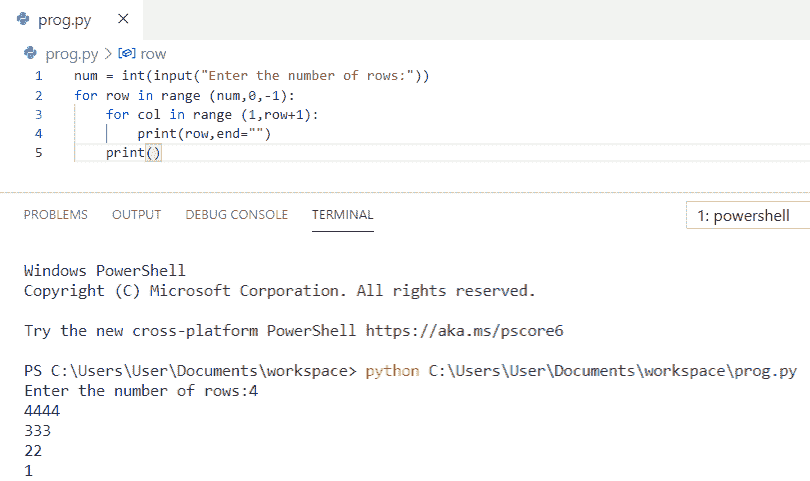 prog.py ×
prog.py > row
1 num = int(input("Enter the number of rows:"))
2 for row in range (num,0,-1):
3     for col in range (1,row+1):
4         print(row,end="")
5     print()
PROBLEMS OUTPUT DEBUG CONSOLE TERMINAL 1: powershell
Windows PowerShell
Copyright (C) Microsoft Corporation. All rights reserved.
Try the new cross-platform PowerShell https://aka.ms/pscore6
PS C:\Users\User\Documents\workspace> python C:\Users\User\Documents\workspace\prog.py
Enter the number of rows:4
4444
333
22
1